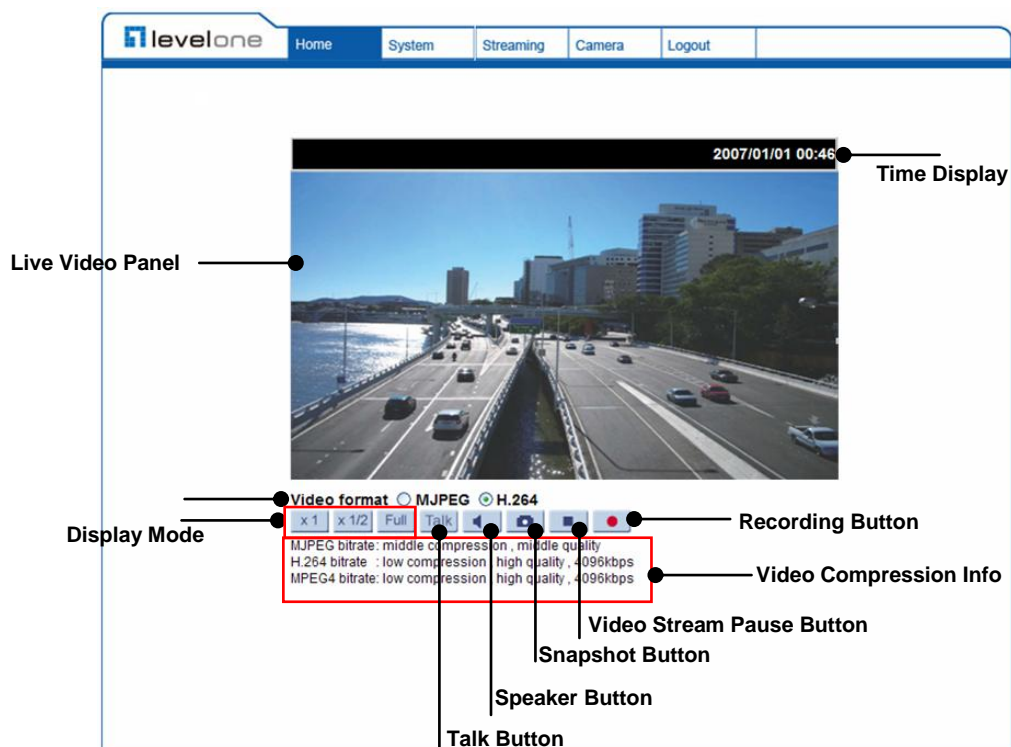 levelone
Home System Streaming Camera Logout
2007/01/01 00:46
Time Display
Live Video Panel
Video format MJPEG H.264
x 1 x 1/2 Full Talk
Display Mode
Recording Button
MJPEG bitrate: middle compression , middle quality
H.264 bitrate : low compression , high quality , 4096kbps
MPEG4 bitrate: low compression , high quality , 4096kbps
Video Compression Info
Video Stream Pause Button
Snapshot Button
Speaker Button
Talk Button